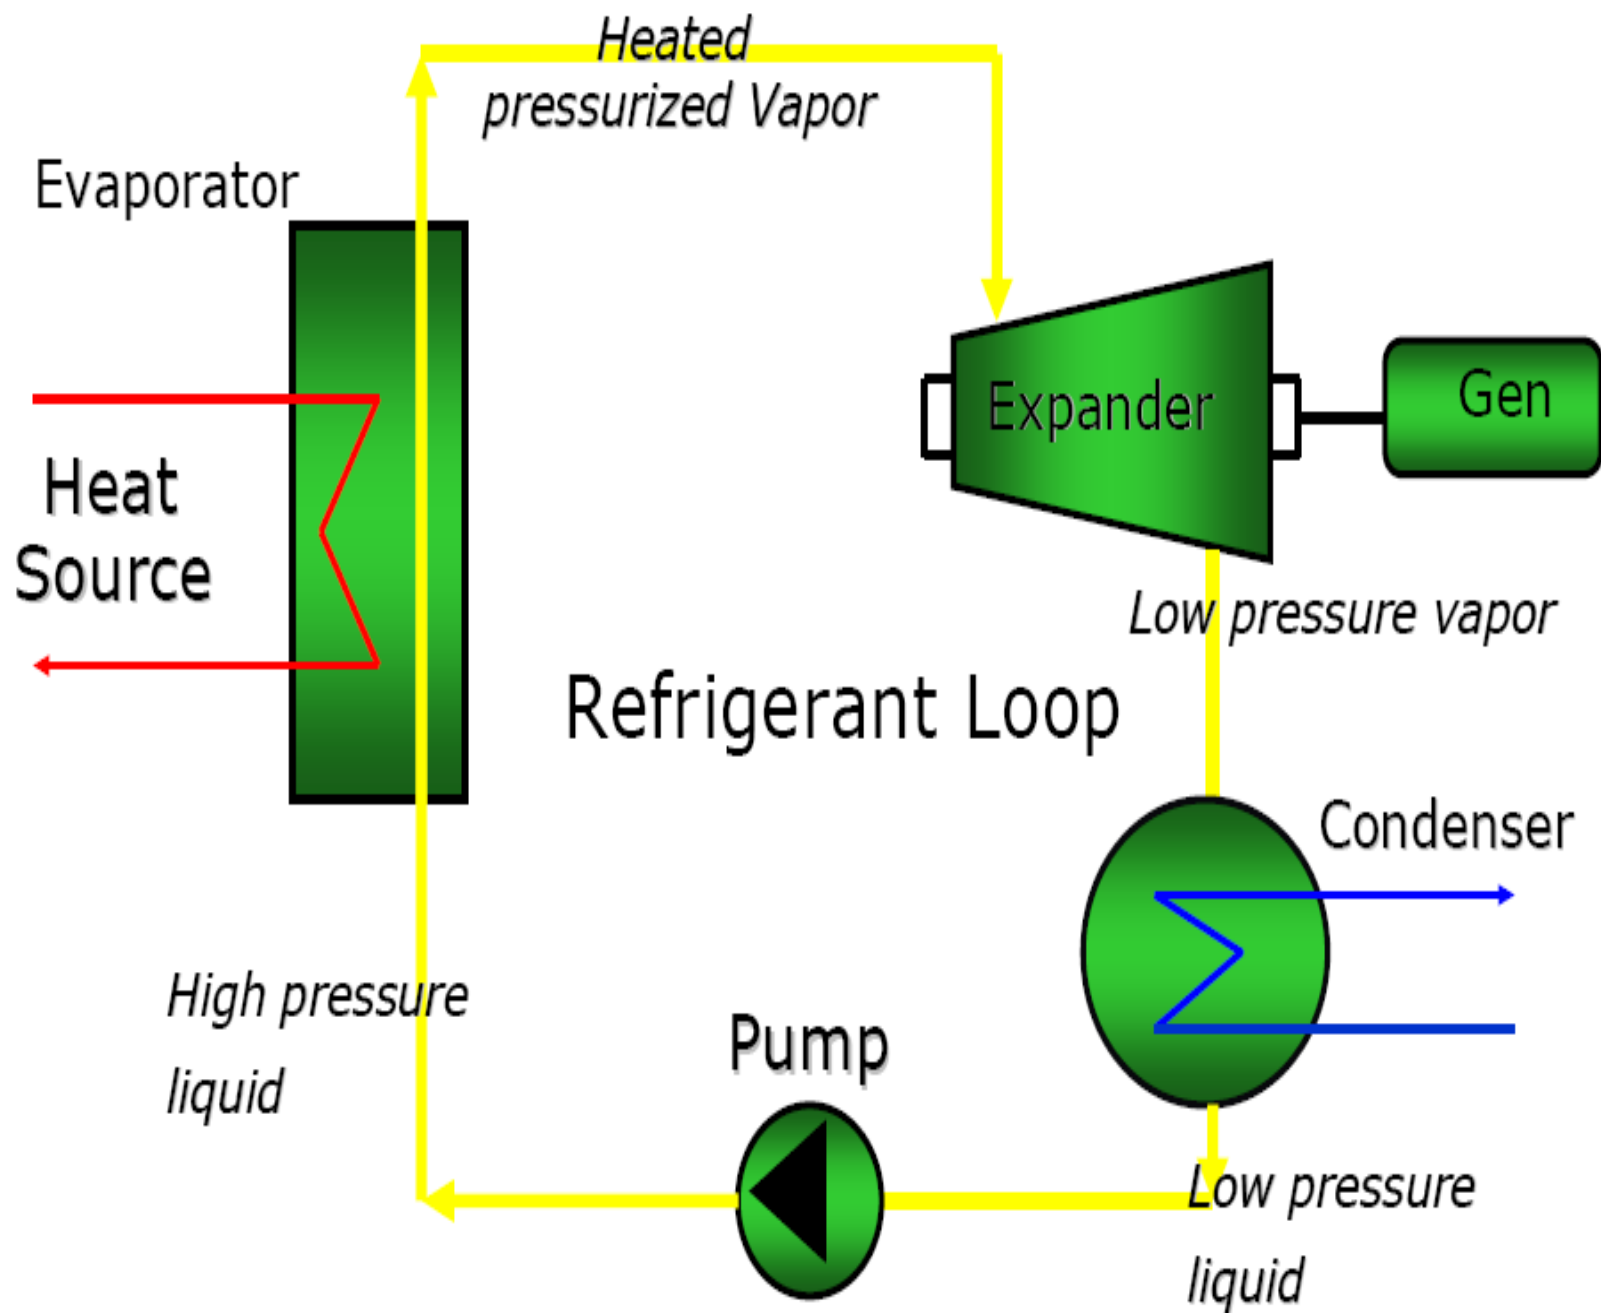 Heated
pressurized Vapor
Evaporator
Expander
Gen
Heat
Source
Low pressure vapor
Refrigerant Loop
Condenser
High pressure
liquid
Pump
Low pressure
liquid